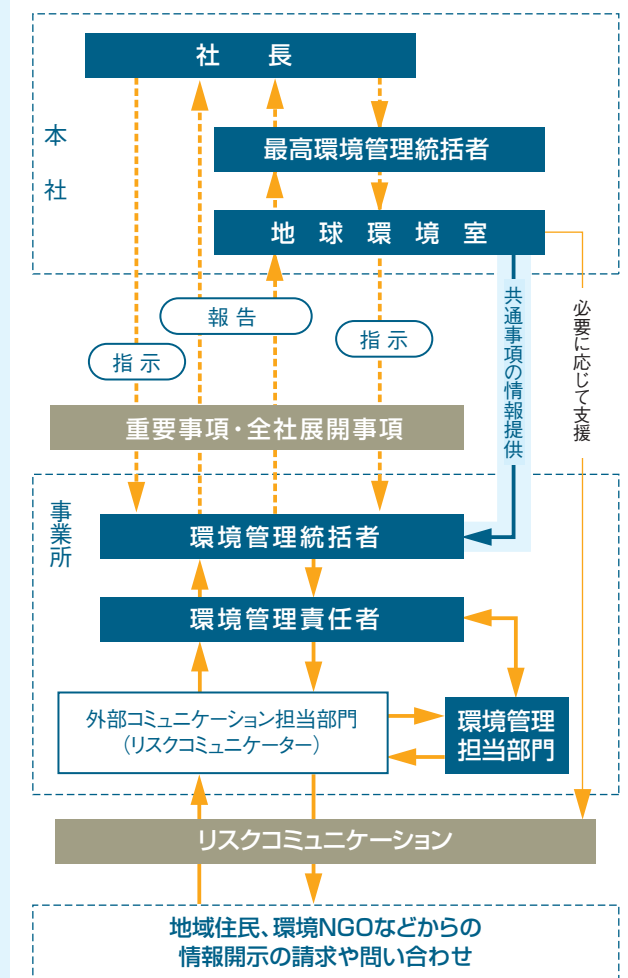 社長
本社
最高環境管理統括者
地球環境室
報告
指示
指示
共通事項の情報提供
必要に応じて支援
重要事項・全社展開事項
事業所
環境管理統括者
環境管理責任者
外部コミュニケーション担当部門
（リスクコミュニケーター）
環境管理
担当部門
リスクコミュニケーション
地域住民、環境NGOなどからの
情報開示の請求や問い合わせ